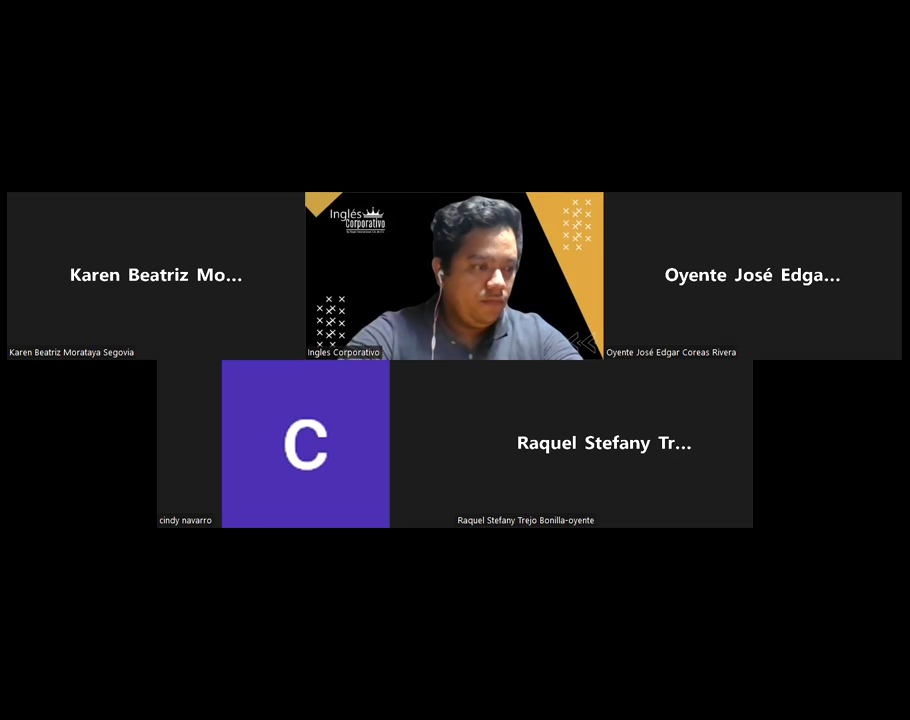 Karen Beatriz Mo...
Karen Beatriz Morataya Segovia
Inglés
Corporativo
Ingles Corporativo
Oyente José Edga...
Oyente José Edgar Coreas Rivera
C
cindy navarro
Raquel Stefany Tr...
Raquel Stefany Trejo Bonilla-oyente